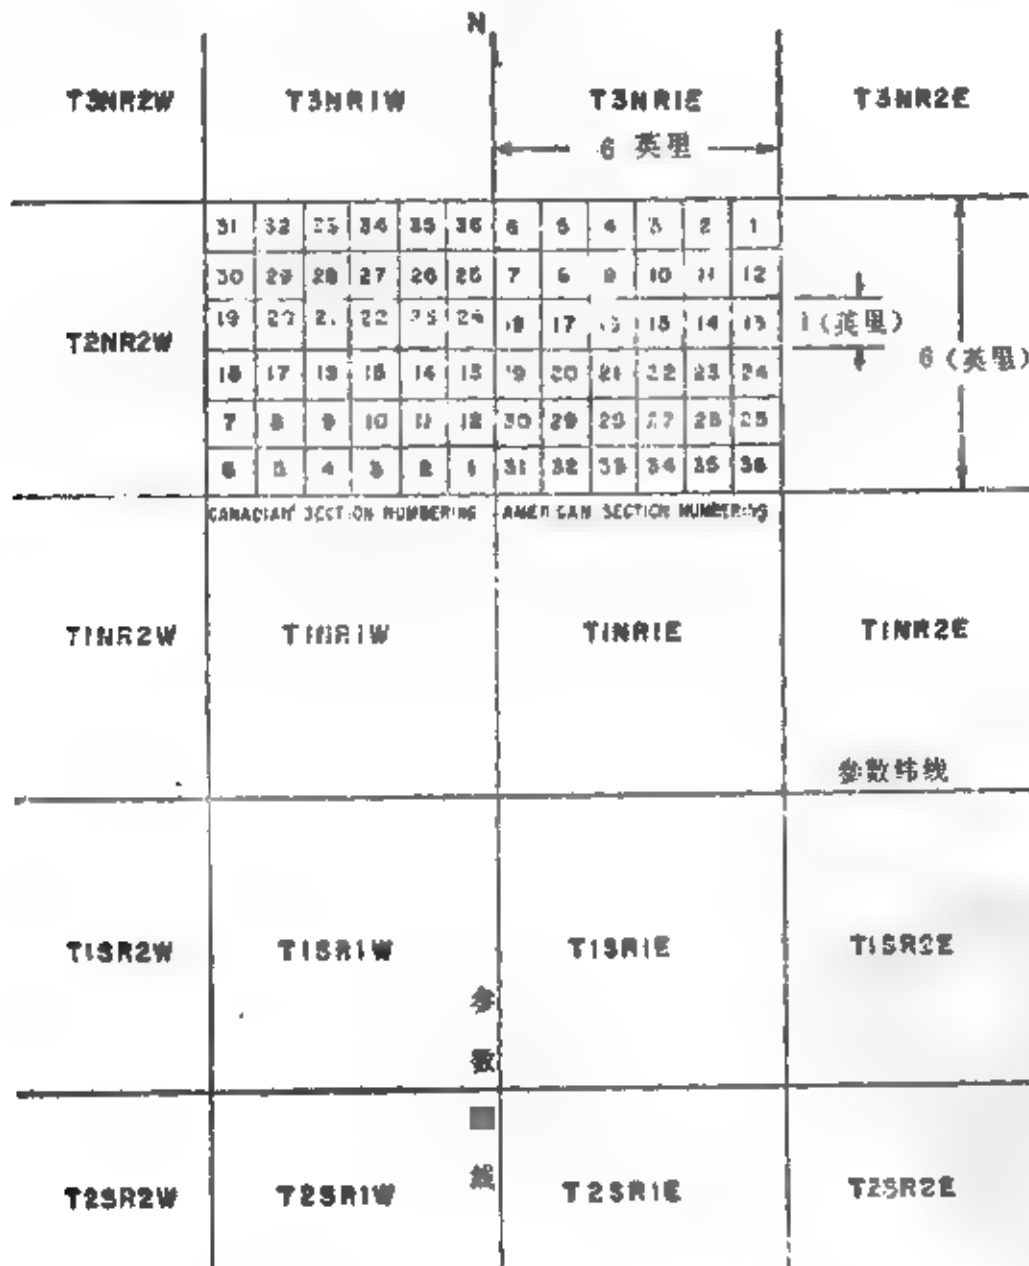 N
T3NR2W T3NR1W T3NR1E T3NR2E
6 英里
31 32 33 34 35 36 6 5 4 3 2 1
30 29 28 27 26 25 7 8 9 10 11 12
19 20 21 22 23 24 18 17 16 15 14 13 1(英里)
T2NR2W 6(英里)
18 17 16 15 14 13 19 20 21 22 23 24
7 8 9 10 11 12 30 29 28 27 26 25
6 5 4 3 2 1 31 32 33 34 35 36
CANADIAN SECTION NUMBERING AMERICAN SECTION NUMBERING
T1NR2W T1NR1W T1NR1E T1NR2E
参数纬线
T1SR2W T1SR1W T1SR1E T1SR2E
参数 线
T2SR2W T2SR1W T2SR1E T2SR2E